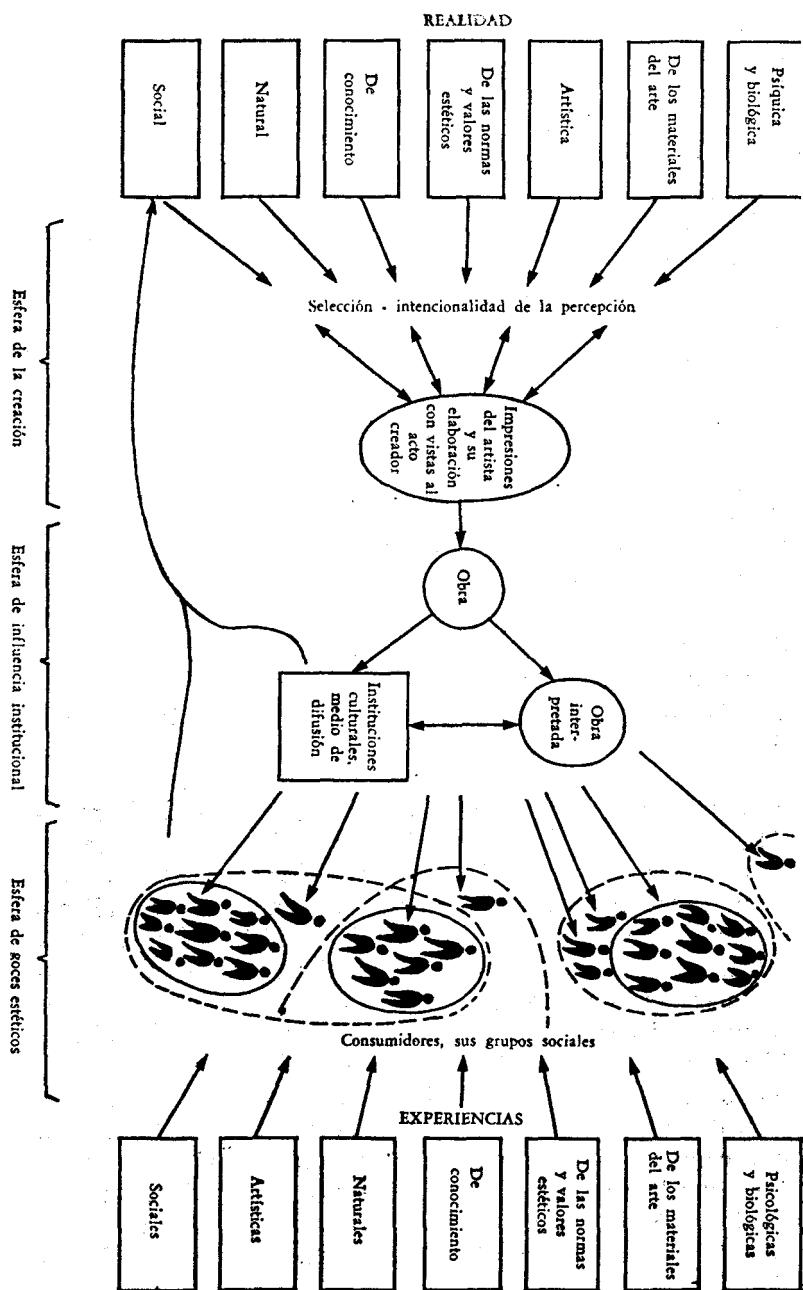 REALIDAD
Social
Natural
De
conocimiento
De las normas
y valores
estéticos
Artística
De los materiales
del arte
Psíquica
y biológica
Esfera de la creación
Selección - intencionalidad de la percepción
Impresiones
del artista
y su
elaboración
con vistas al
acto
creador
Esfera de influencia institucional
Obra
Instituciones
culturales,
medio de
difusión
Obra
inter-
pretada
Esfera de goces estéticos
Consumidores, sus grupos sociales
EXPERIENCIAS
Sociales
Artísticas
Naturales
De
conocimiento
De las normas
y valores
estéticos
De los materiales
del arte
Psicológicas
y biológicas